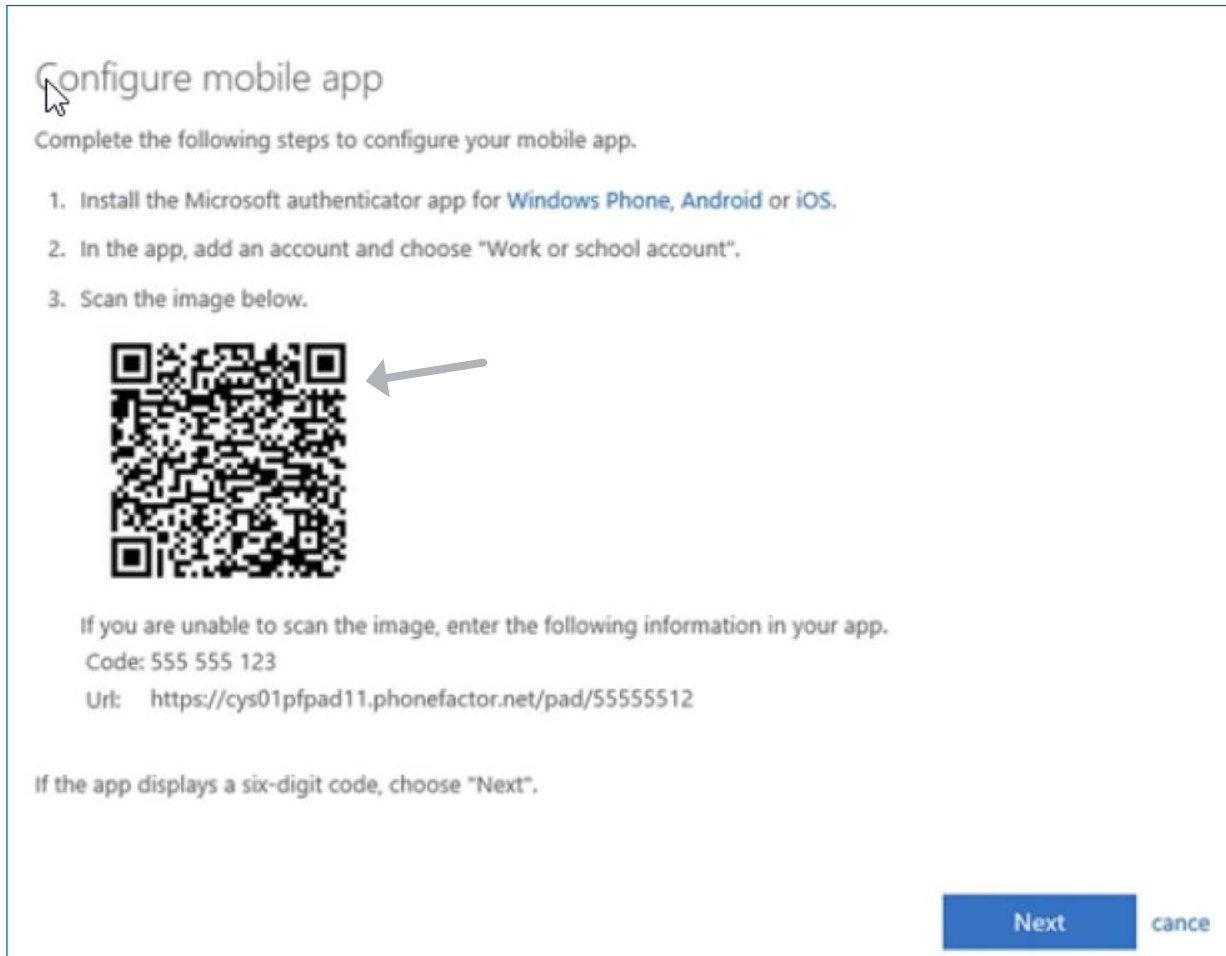 Configure mobile app
Complete the following steps to configure your mobile app.
1. Install the Microsoft authenticator app for Windows Phone, Android or iOS.
2. In the app, add an account and choose "Work or school account".
3. Scan the image below.
If you are unable to scan the image, enter the following information in your app.
Code: 555 555 123
Url: https://cys01pfpad11.phonefactor.net/pad/55555512
If the app displays a six-digit code, choose "Next".
Next cance